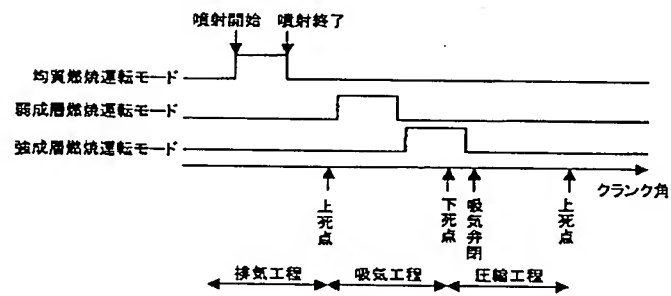 噴射開始 噴射終了
均質燃焼運転モード
弱成層燃焼運転モード
強成層燃焼運転モード
クランク角
上死点
下死点
吸気弁閉
上死点
排気工程 吸気工程 圧縮工程